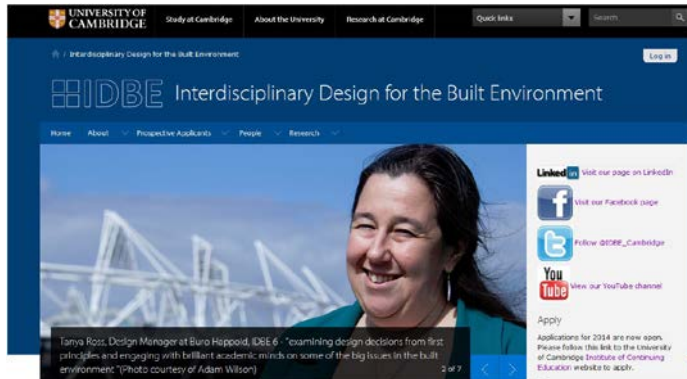 UNIVERSITY OF
CAMBRIDGE
Study at Cambridge
About the University
Research at Cambridge
Quick links
Search
/ Interdisciplinary Design for the Built Environment
Log in
IDBE Interdisciplinary Design for the Built Environment
Home
About
Prospective Applicants
People
Research
Linked in Visit our page on LinkedIn
f Visit our Facebook page
Follow @IDBE_Cambridge
You
Tube View our YouTube channel
Apply
Applications for 2014 are now open.
Please follow this link to the University
of Cambridge Institute of Continuing
Education website to apply.
Tanya Ross, Design Manager at Buro Happold, IDBE 6 - "examining design decisions from first
principles and engaging with brilliant academic minds on some of the big issues in the built
environment "(Photo courtesy of Adam Wilson)
2 of 7